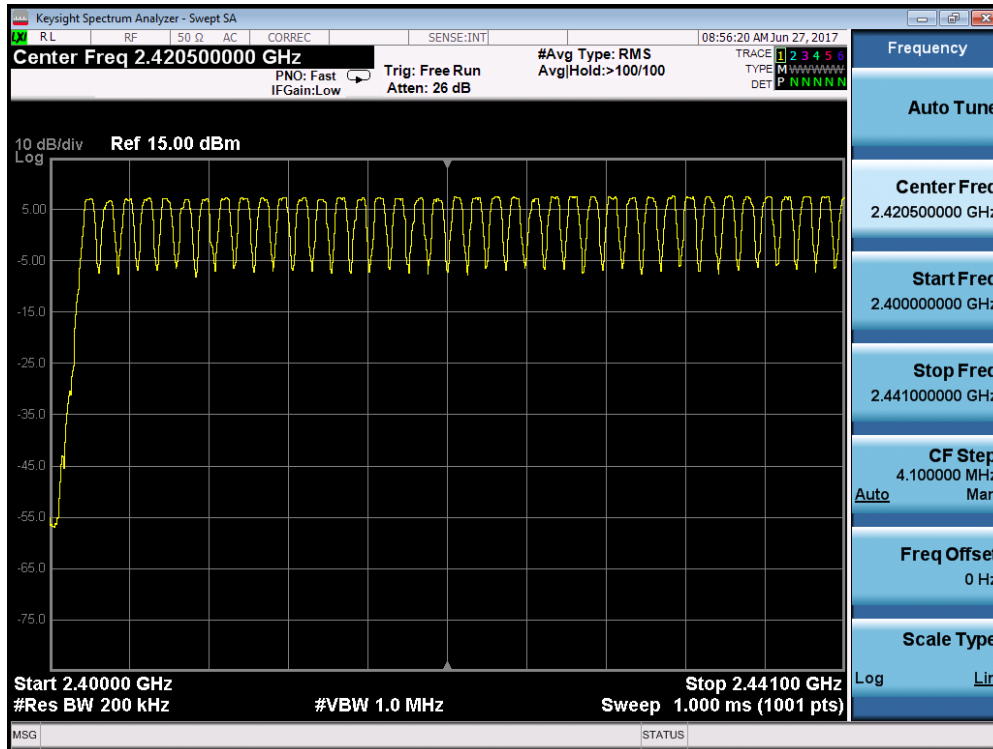 Keysight Spectrum Analyzer - Swept SA
LXI RL RF 50 Ω AC CORREC SENSE:INT 08:56:20 AM Jun 27, 2017
Center Freq 2.420500000 GHz
PNO: Fast
IFGain:Low
Trig: Free Run
Atten: 26 dB
#Avg Type: RMS
Avg|Hold:>100/100
TRACE 1 2 3 4 5 6
TYPE M WWWWW
DET P N N N N N
10 dB/div Ref 15.00 dBm
Log
5.00
-5.00
-15.0
-25.0
-35.0
-45.0
-55.0
-65.0
-75.0
Start 2.40000 GHz Stop 2.44100 GHz
#Res BW 200 kHz #VBW 1.0 MHz Sweep 1.000 ms (1001 pts)
MSG STATUS
Frequency
Auto Tune
Center Freq
2.420500000 GHz
Start Freq
2.400000000 GHz
Stop Freq
2.441000000 GHz
CF Step
4.100000 MHz
Auto Man
Freq Offset
0 Hz
Scale Type
Log Lin